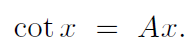 cot x = Ax.